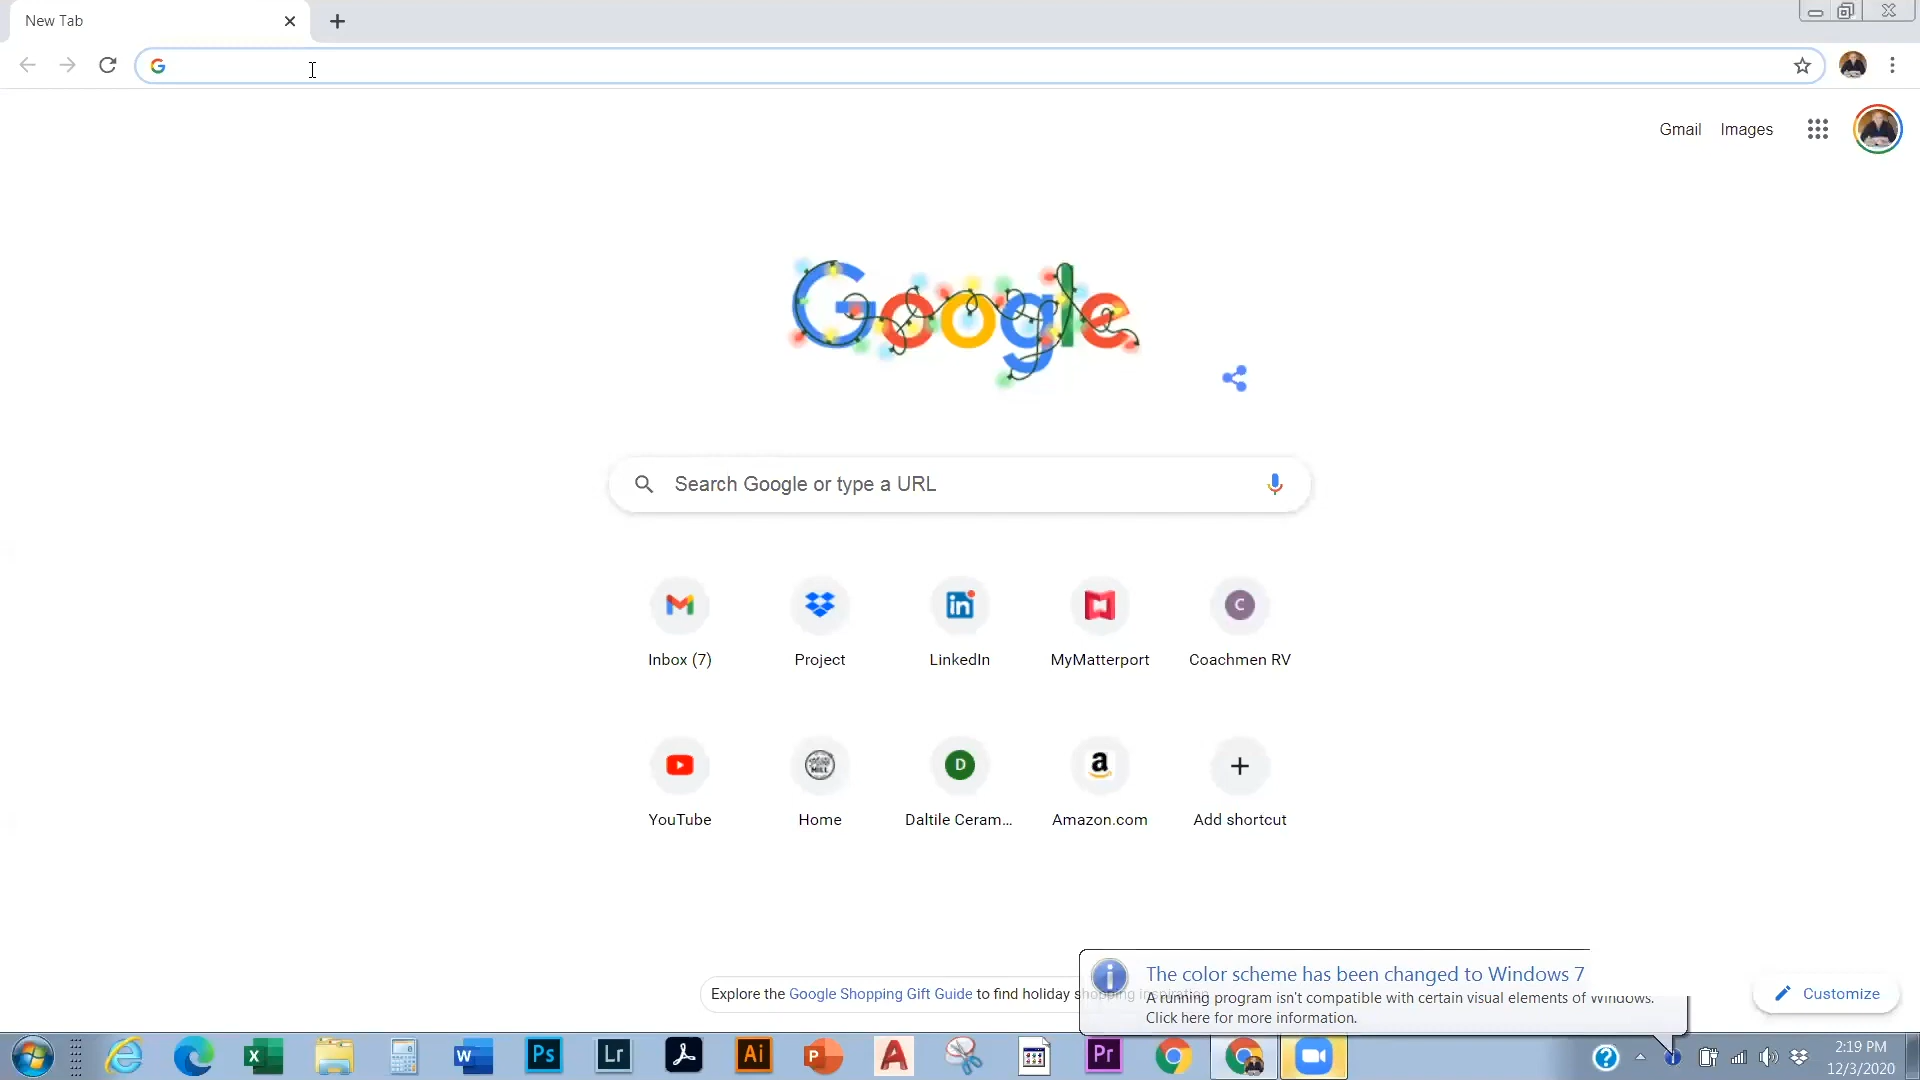 New Tab
Gmail Images
Google
Search Google or type a URL
Inbox (7) Project LinkedIn MyMatterport Coachmen RV
YouTube Home Daltile Ceram... Amazon.com Add shortcut
Explore the Google Shopping Gift Guide to find holiday shopping inspiration
The color scheme has been changed to Windows 7
A running program isn't compatible with certain visual elements of Windows.
Click here for more information.
Customize
2:19 PM
12/3/2020